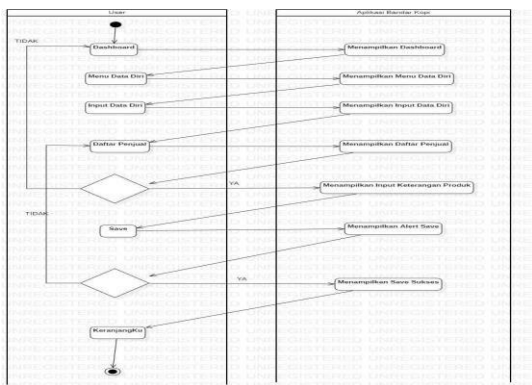 User Aplikasi Bandar Kopi
TIDAK
Dashboard Menampilkan Dashboard
Menu Data Diri Menampilkan Menu Data Diri
Input Data Diri Menampilkan Input Data Diri
Daftar Penjual Menampilkan Daftar Penjual
YA
Menampilkan Input Keterangan Produk
TIDAK
Save Menampilkan Alert Save
YA
Menampilkan Save Sukses
KeranjangKu